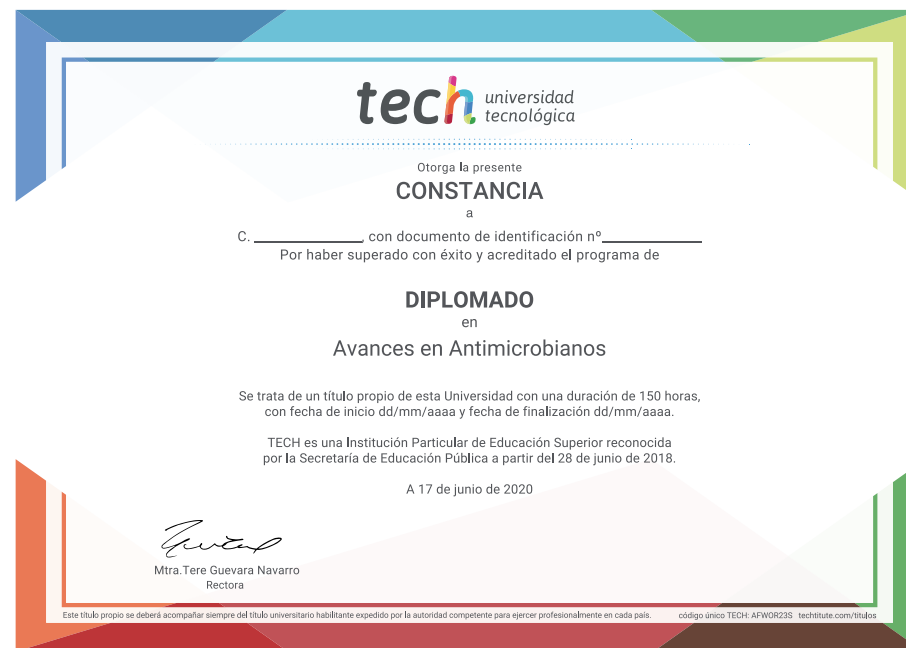 tech universidad
tecnológica
Otorga la presente
CONSTANCIA
a
C. ______________, con documento de identificación nº______________
Por haber superado con éxito y acreditado el programa de
DIPLOMADO
en
Avances en Antimicrobianos
Se trata de un título propio de esta Universidad con una duración de 150 horas,
con fecha de inicio dd/mm/aaaa y fecha de finalización dd/mm/aaaa.
TECH es una Institución Particular de Educación Superior reconocida
por la Secretaría de Educación Pública a partir del 28 de junio de 2018.
A 17 de junio de 2020
Mtra.Tere Guevara Navarro
Rectora
Este título propio se deberá acompañar siempre del título universitario habilitante expedido por la autoridad competente para ejercer profesionalmente en cada país. código único TECH: AFWOR23S techtitute.com/titulos